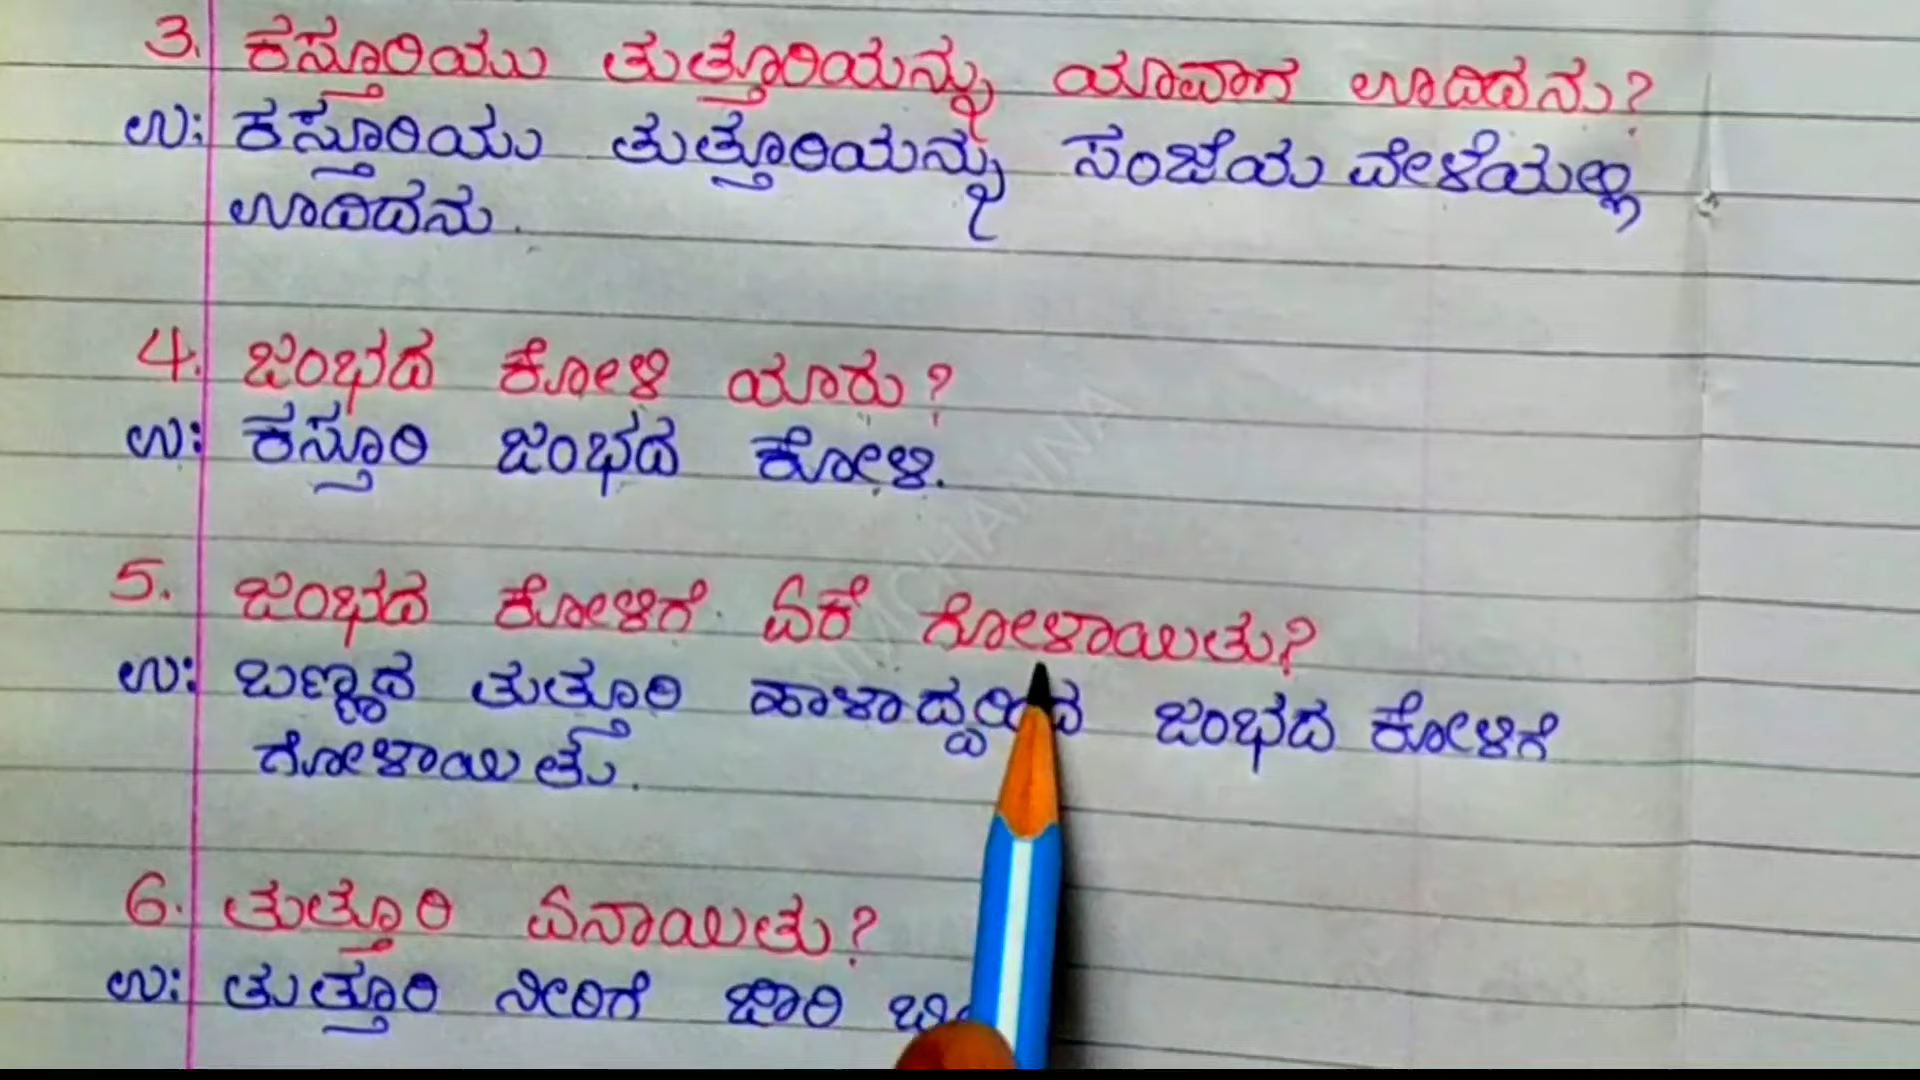 3. ಕಸ್ತೂರಿಯು ತುತ್ತೂರಿಯನ್ನು ಯಾವಾಗ ಊದಿದನು?
ಉ: ಕಸ್ತೂರಿಯು ತುತ್ತೂರಿಯನ್ನು ಸಂಜೆಯ ವೇಳೆಯಲ್ಲಿ
ಊದಿದನು.
4. ಜಂಭದ ಕೋಳಿ ಯಾರು?
ಉ: ಕಸ್ತೂರಿ ಜಂಭದ ಕೋಳಿ.
5. ಜಂಭದ ಕೋಳಿಗೆ ಏಕೆ ಗೋಳಾಯಿತು?
ಉ: ಬಣ್ಣದ ತುತ್ತೂರಿ ಹಾಳಾದ್ದರಿಂದ ಜಂಭದ ಕೋಳಿಗೆ
ಗೋಳಾಯಿತು.
6. ತುತ್ತೂರಿ ಏನಾಯಿತು?
ಉ: ತುತ್ತೂರಿ ನೀರಿಗೆ ಜಾರಿ